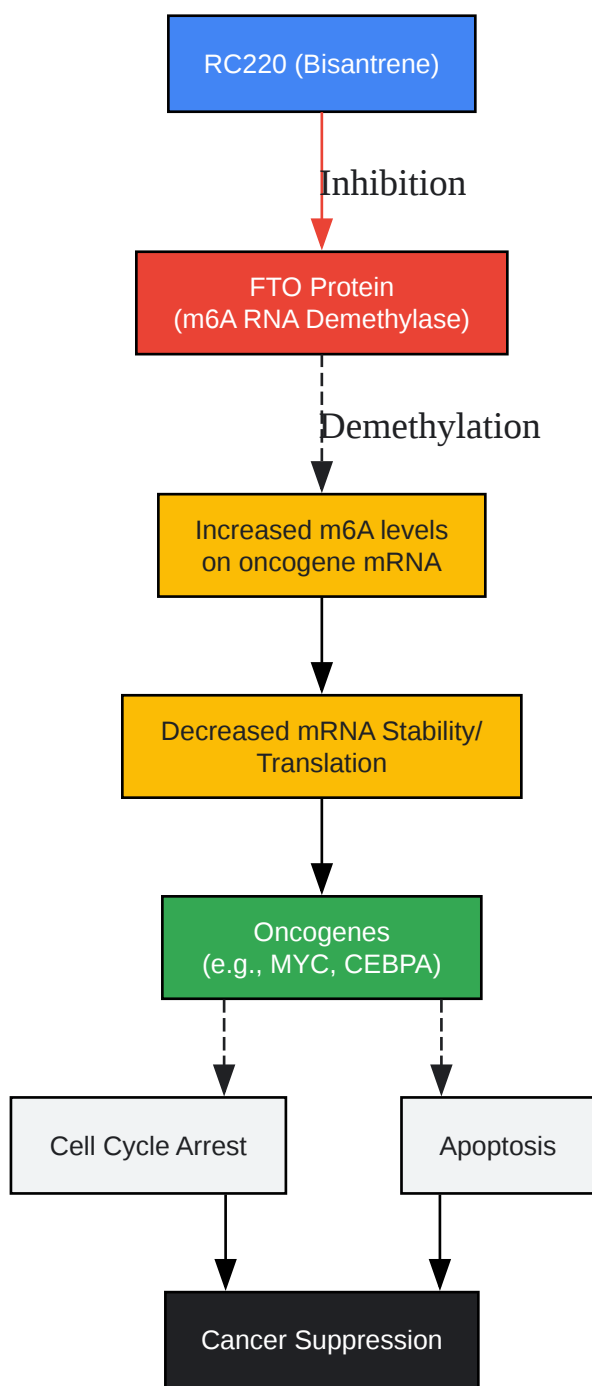 RC220 (Bisantrene)
Inhibition
FTO Protein
(m6A RNA Demethylase)
Demethylation
Increased m6A levels
on oncogene mRNA
Decreased mRNA Stability/
Translation
Oncogenes
(e.g., MYC, CEBPA)
Cell Cycle Arrest
Apoptosis
Cancer Suppression